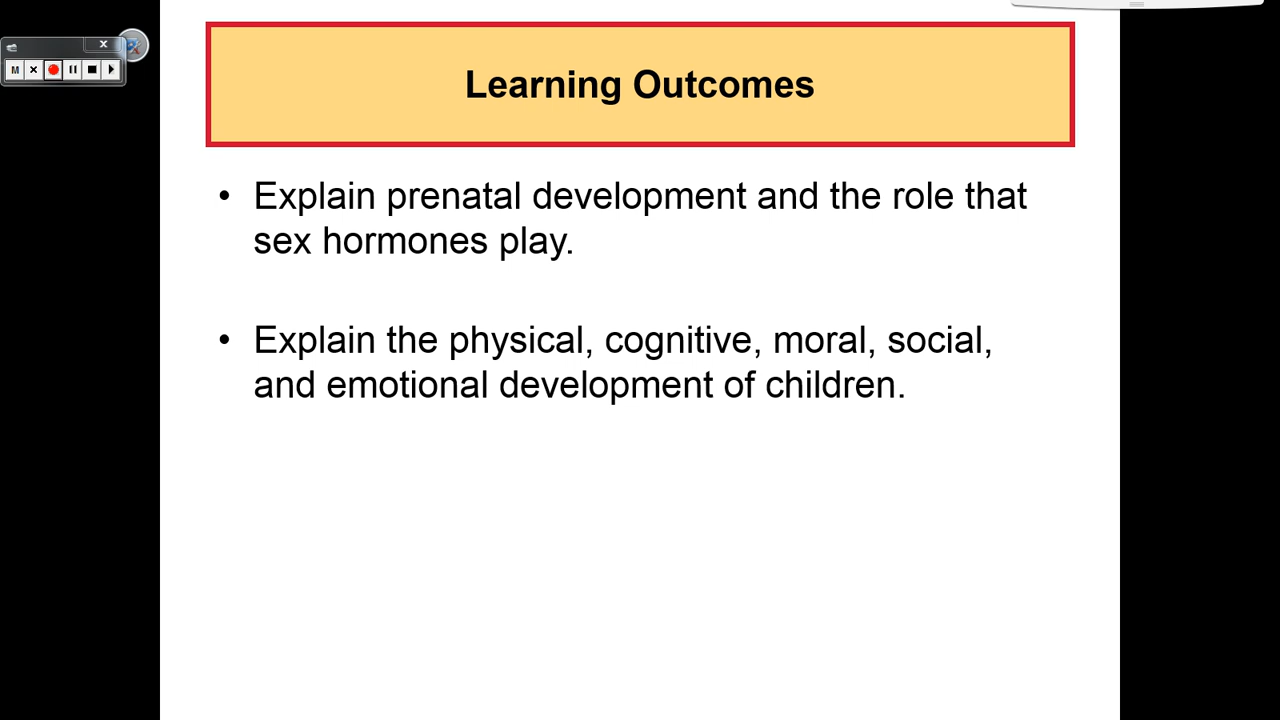 Learning Outcomes
• Explain prenatal development and the role that
sex hormones play.
• Explain the physical, cognitive, moral, social,
and emotional development of children.
M